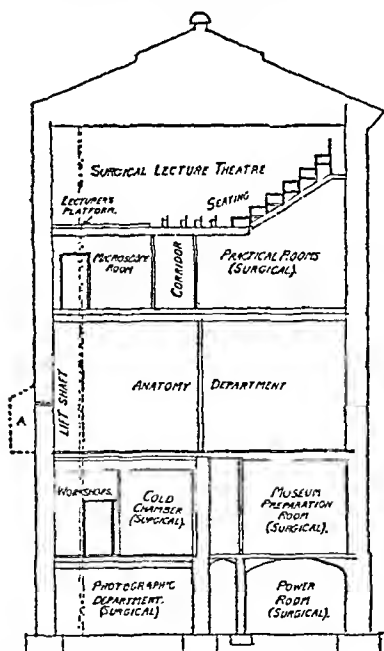 SURGICAL LECTURE THEATRE
LECTURER'S
PLATFORM.
SEATING
MICROSCOPE
ROOM
CORRIDOR
PRACTICAL ROOMS
(SURGICAL).
LIFT SHAFT
ANATOMY DEPARTMENT
A
WORKSHOPS.
COLD
CHAMBER
(SURGICAL).
MUSEUM
PREPARATION
ROOM
(SURGICAL).
PHOTOGRAPHIC
DEPARTMENT.
(SURGICAL)
POWER
ROOM
(SURGICAL).